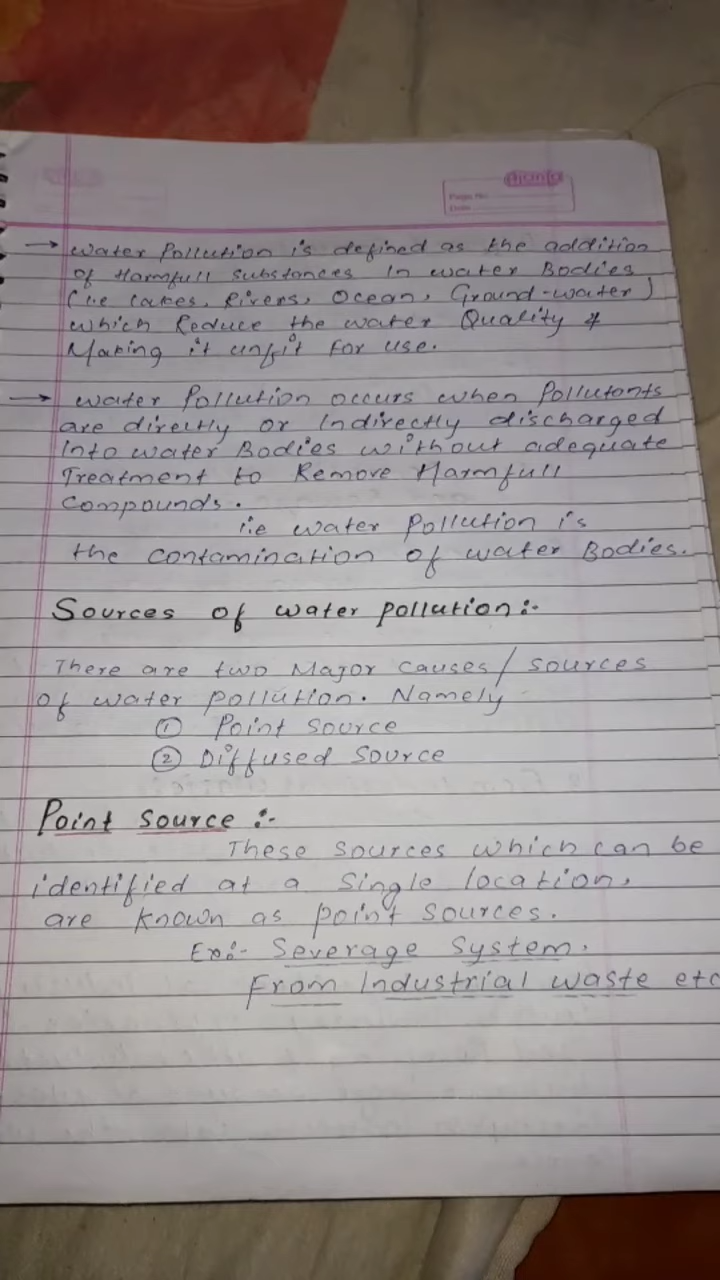 Page No.
Date
→ Water Pollution is defined as the addition
of Harmfull substances In water Bodies
(i.e Lakes, Rivers, Ocean, Ground-water)
which Reduce the water Quality &
Making it unfit for use.
→ water Pollution occurs when Pollutants
are directly or Indirectly discharged
into water Bodies without adequate
Treatment to Remove Harmfull
Compounds.
i.e water Pollution is
the contamination of water Bodies.
Sources of water pollution:-
There are two Major causes/sources
of water pollution. Namely
① Point Source
② Diffused Source
Point Source :-
These Sources which can be
identified at a Single location,
are known as point sources.
Ex:- Severage System.
From Industrial waste etc